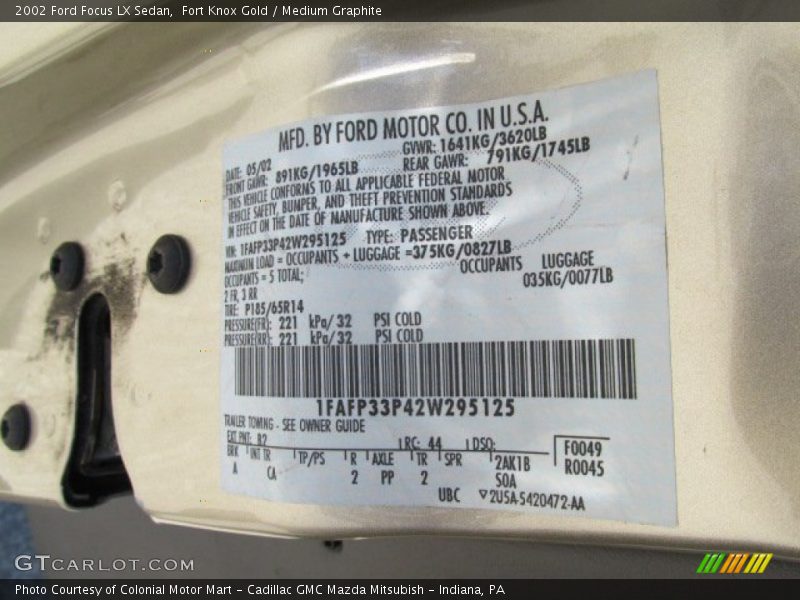 2002 Ford Focus LX Sedan,  Fort Knox Gold / Medium Graphite
MFD. BY FORD MOTOR CO. IN U.S.A.
DATE: 05/02 GVWR: 1641KG/3620LB
FRONT GAWR: 891KG/1965LB REAR GAWR: 791KG/1745LB
THIS VEHICLE CONFORMS TO ALL APPLICABLE FEDERAL MOTOR
VEHICLE SAFETY, BUMPER, AND THEFT PREVENTION STANDARDS
IN EFFECT ON THE DATE OF MANUFACTURE SHOWN ABOVE.
VIN: 1FAFP33P42W295125 TYPE: PASSENGER
MAXIMUM LOAD = OCCUPANTS + LUGGAGE =375KG/0827LB
OCCUPANTS = 5 TOTAL; OCCUPANTS LUGGAGE
2 FR, 3 RR 035KG/0077LB
TIRE: P185/65R14
PRESSURE(FR): 221 kPa/ 32 PSI COLD
PRESSURE(RR): 221 kPa/ 32 PSI COLD
1FAFP33P42W295125
TRAILER TOWING - SEE OWNER GUIDE
EXT PNT: B2 RC: 44 DSO: F0049
BRK INT TR TP/PS R AXLE TR SPR 2AK1B R0045
A CA 2 PP 2 SOA
UBC 2U5A-5420472-AA
GTCARLOT.COM
Photo Courtesy of Colonial Motor Mart - Cadillac GMC Mazda Mitsubish - Indiana, PA